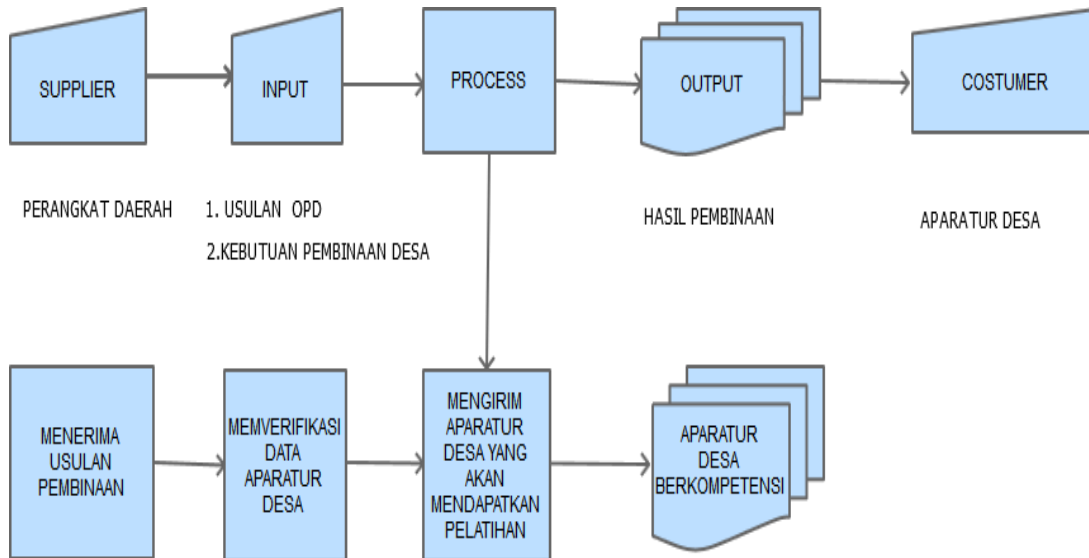 SUPPLIER
INPUT
PROCESS
OUTPUT
COSTUMER
PERANGKAT DAERAH
1. USULAN OPD
2.KEBUTUAN PEMBINAAN DESA
HASIL PEMBINAAN
APARATUR DESA
MENERIMA
USULAN
PEMBINAAN
MEMVERIFIKASI
DATA
APARATUR
DESA
MENGIRIM
APARATUR
DESA YANG
AKAN
MENDAPATKAN
PELATIHAN
APARATUR
DESA
BERKOMPETENSI